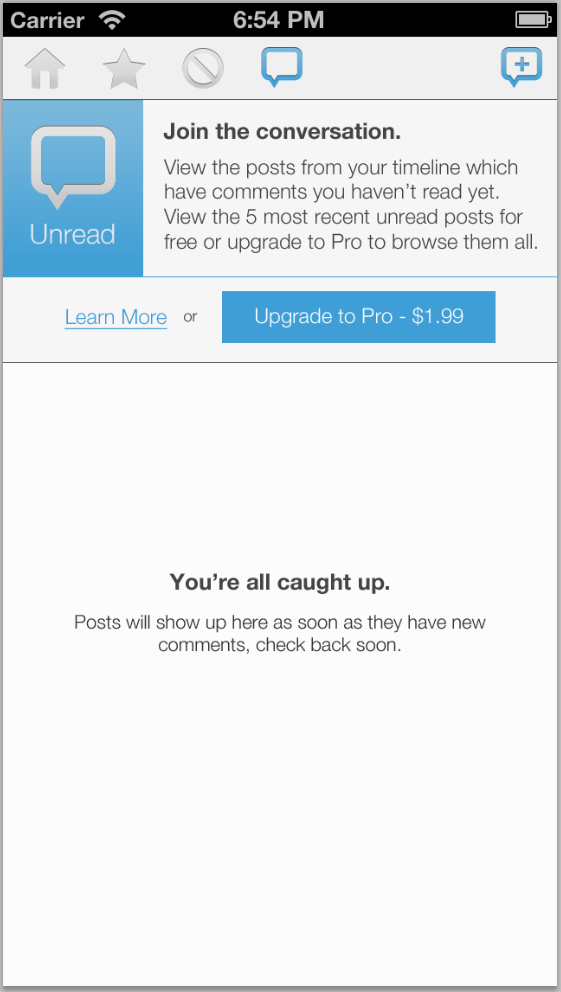 Carrier 6:54 PM
Join the conversation.
View the posts from your timeline which
have comments you haven’t read yet.
View the 5 most recent unread posts for
free or upgrade to Pro to browse them all.
Unread
Learn More or Upgrade to Pro - $1.99
You’re all caught up.
Posts will show up here as soon as they have new
comments, check back soon.